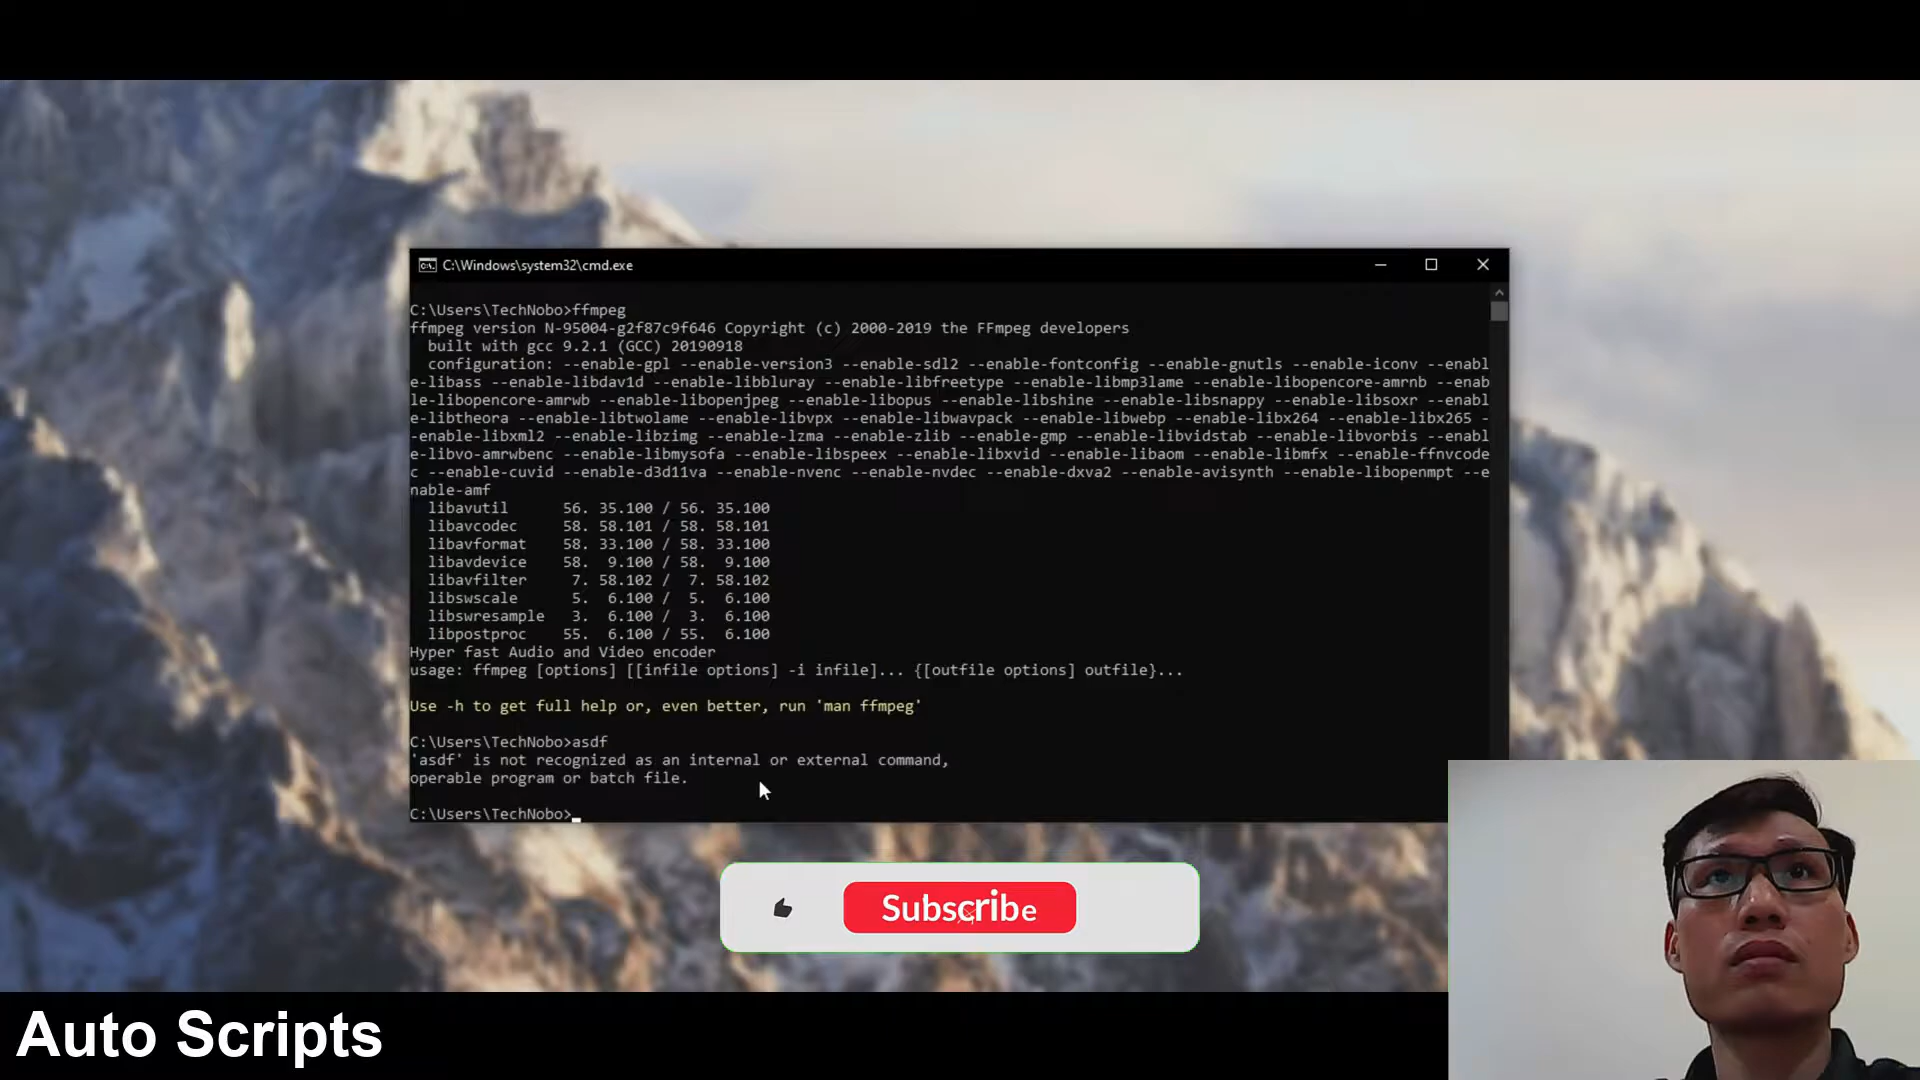 C:\Windows\system32\cmd.exe
C:\Users\TechNobo>ffmpeg
ffmpeg version N-95004-g2f87c9f646 Copyright (c) 2000-2019 the FFmpeg developers
built with gcc 9.2.1 (GCC) 20190918
configuration: --enable-gpl --enable-version3 --enable-sdl2 --enable-fontconfig --enable-gnutls --enable-iconv --enabl
e-libass --enable-libdav1d --enable-libbluray --enable-libfreetype --enable-libmp3lame --enable-libopencore-amrnb --enab
le-libopencore-amrwb --enable-libopenjpeg --enable-libopus --enable-libshine --enable-libsnappy --enable-libsoxr --enabl
e-libtheora --enable-libtwolame --enable-libvpx --enable-libwavpack --enable-libwebp --enable-libx264 --enable-libx265 -
-enable-libxml2 --enable-libzimg --enable-lzma --enable-zlib --enable-gmp --enable-libvidstab --enable-libvorbis --enabl
e-libvo-amrwbenc --enable-libmysofa --enable-libspeex --enable-libxvid --enable-libaom --enable-libmfx --enable-ffnvcode
c --enable-cuvid --enable-d3d11va --enable-nvenc --enable-nvdec --enable-dxva2 --enable-avisynth --enable-libopenmpt --e
nable-amf
libavutil 56. 35.100 / 56. 35.100
libavcodec 58. 58.101 / 58. 58.101
libavformat 58. 33.100 / 58. 33.100
libavdevice 58. 9.100 / 58. 9.100
libavfilter 7. 58.102 / 7. 58.102
libswscale 5. 6.100 / 5. 6.100
libswresample 3. 6.100 / 3. 6.100
libpostproc 55. 6.100 / 55. 6.100
Hyper fast Audio and Video encoder
usage: ffmpeg [options] [[infile options] -i infile]... {[outfile options] outfile}...
Use -h to get full help or, even better, run 'man ffmpeg'
C:\Users\TechNobo>asdf
'asdf' is not recognized as an internal or external command,
operable program or batch file.
C:\Users\TechNobo>
Subscribe
Auto Scripts